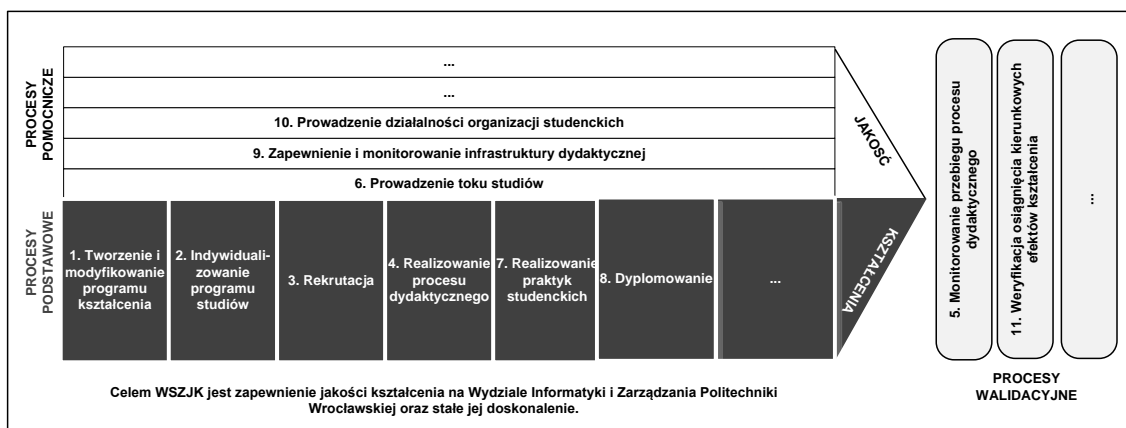 PROCESY
POMOCNICZE
...
...
10. Prowadzenie działalności organizacji studenckich
9. Zapewnienie i monitorowanie infrastruktury dydaktycznej
6. Prowadzenie toku studiów
PROCESY
PODSTAWOWE
1. Tworzenie i
modyfikowanie
programu
kształcenia
2. Indywiduali-
zowanie
programu
studiów
3. Rekrutacja
4. Realizowanie
procesu
dydaktycznego
7. Realizowanie
praktyk
studenckich
8. Dyplomowanie
...
JAKOŚĆ
KSZTAŁCENIA
5. Monitorowanie przebiegu procesu
dydaktycznego
11. Weryfikacja osiągnięcia kierunkowych
efektów kształcenia
...
PROCESY
WALIDACYJNE
Celem WSZJK jest zapewnienie jakości kształcenia na Wydziale Informatyki i Zarządzania Politechniki
Wrocławskiej oraz stałe jej doskonalenie.